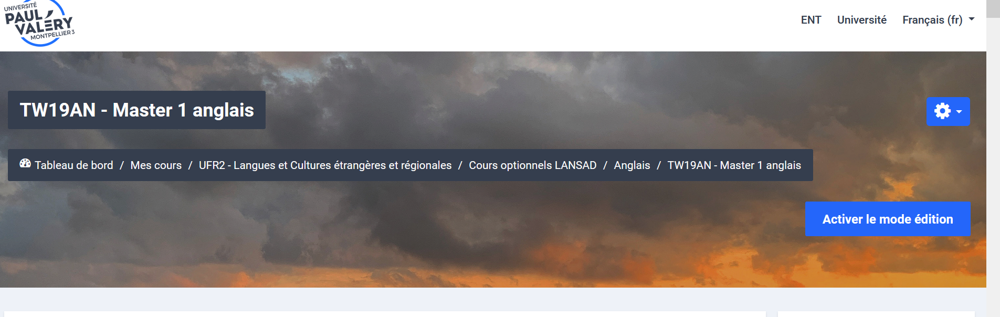 UNIVERSITÉ
PAUL
VALÉRY
MONTPELLIER 3
ENT Université Français (fr)
TW19AN - Master 1 anglais
Tableau de bord / Mes cours / UFR2 - Langues et Cultures étrangères et régionales / Cours optionnels LANSAD / Anglais / TW19AN - Master 1 anglais
Activer le mode édition